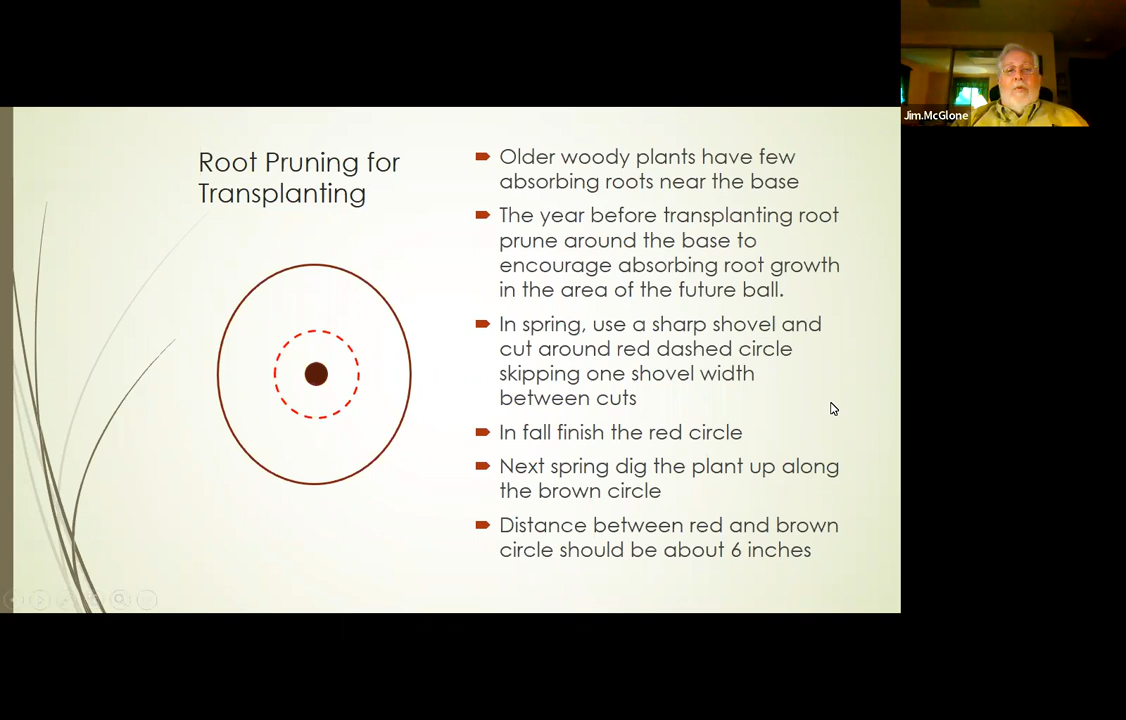 Jim.McGlone
Root Pruning for
Transplanting
Older woody plants have few
absorbing roots near the base
The year before transplanting root
prune around the base to
encourage absorbing root growth
in the area of the future ball.
In spring, use a sharp shovel and
cut around red dashed circle
skipping one shovel width
between cuts
In fall finish the red circle
Next spring dig the plant up along
the brown circle
Distance between red and brown
circle should be about 6 inches